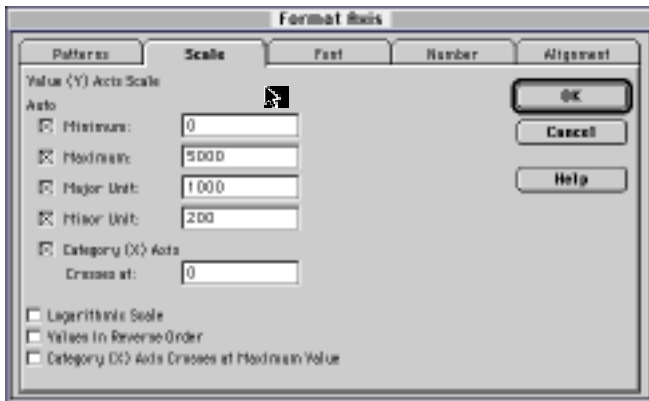 Format Axis
Patterns Scale Font Number Alignment
Value (Y) Axis Scale
Auto
Minimum: 0
Maximum: 5000
Major Unit: 1000
Minor Unit: 200
Category (X) Axis
Crosses at: 0
Logarithmic Scale
Values in Reverse Order
Category (X) Axis Crosses at Maximum Value
OK
Cancel
Help